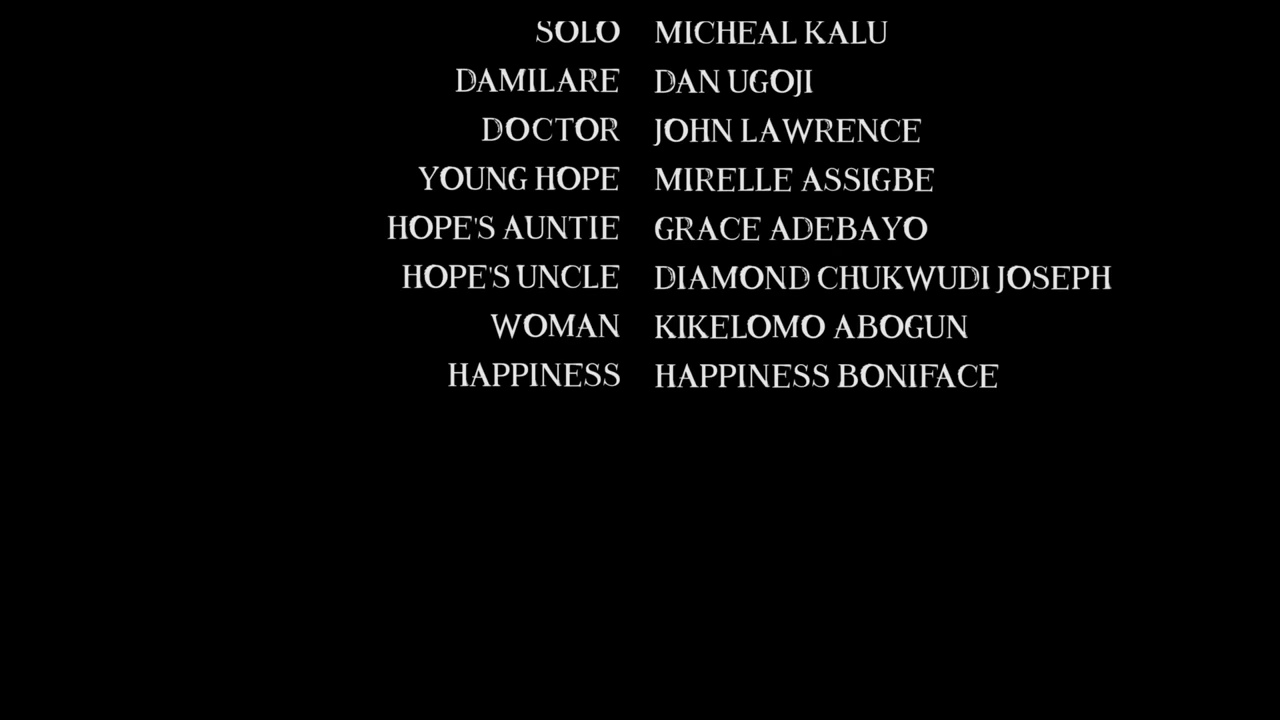 SOLO MICHEAL KALU
DAMILARE DAN UGOJI
DOCTOR JOHN LAWRENCE
YOUNG HOPE MIRELLE ASSIGBE
HOPE'S AUNTIE GRACE ADEBAYO
HOPE'S UNCLE DIAMOND CHUKWUDI JOSEPH
WOMAN KIKELOMO ABOGUN
HAPPINESS HAPPINESS BONIFACE